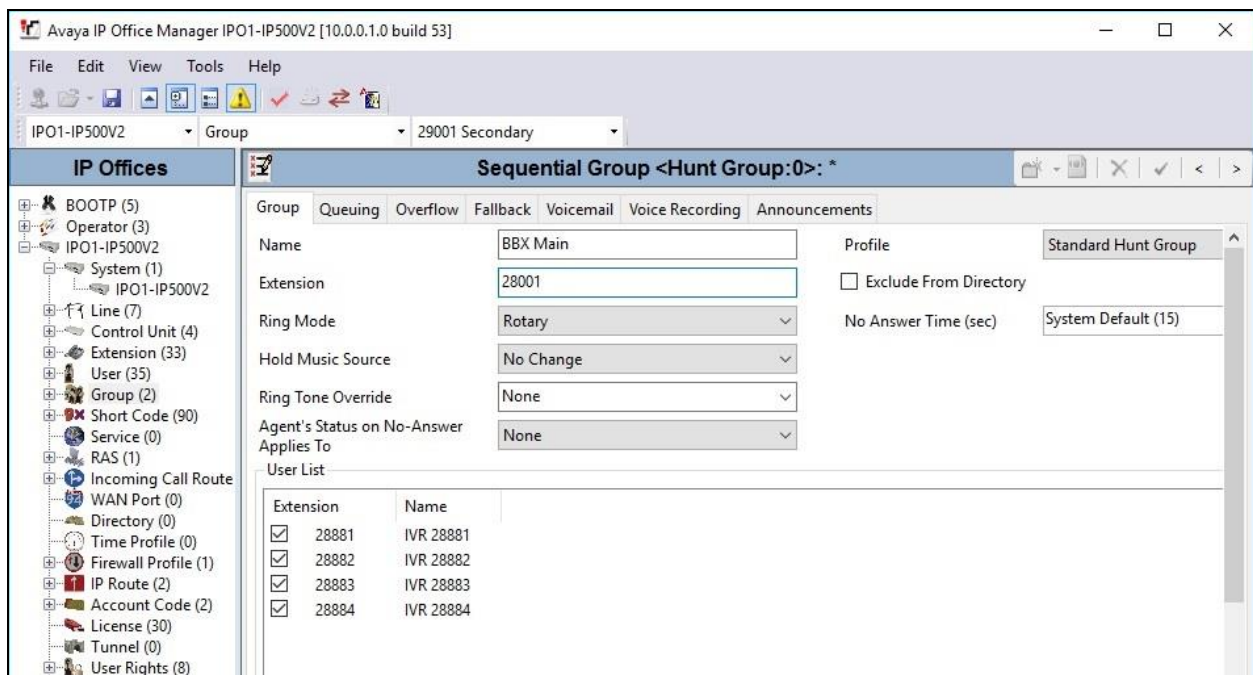 Avaya IP Office Manager IPO1-IP500V2 [10.0.0.1.0 build 53]
File Edit View Tools Help
IPO1-IP500V2 Group 29001 Secondary
IP Offices
BOOTP (5)
Operator (3)
IPO1-IP500V2
System (1)
IPO1-IP500V2
Line (7)
Control Unit (4)
Extension (33)
User (35)
Group (2)
Short Code (90)
Service (0)
RAS (1)
Incoming Call Route
WAN Port (0)
Directory (0)
Time Profile (0)
Firewall Profile (1)
IP Route (2)
Account Code (2)
License (30)
Tunnel (0)
User Rights (8)
Sequential Group <Hunt Group:0>: *
Group Queuing Overflow Fallback Voicemail Voice Recording Announcements
Name BBX Main Profile Standard Hunt Group
Extension 28001 Exclude From Directory
Ring Mode Rotary No Answer Time (sec) System Default (15)
Hold Music Source No Change
Ring Tone Override None
Agent's Status on No-Answer
Applies To None
User List
Extension Name
28881 IVR 28881
28882 IVR 28882
28883 IVR 28883
28884 IVR 28884